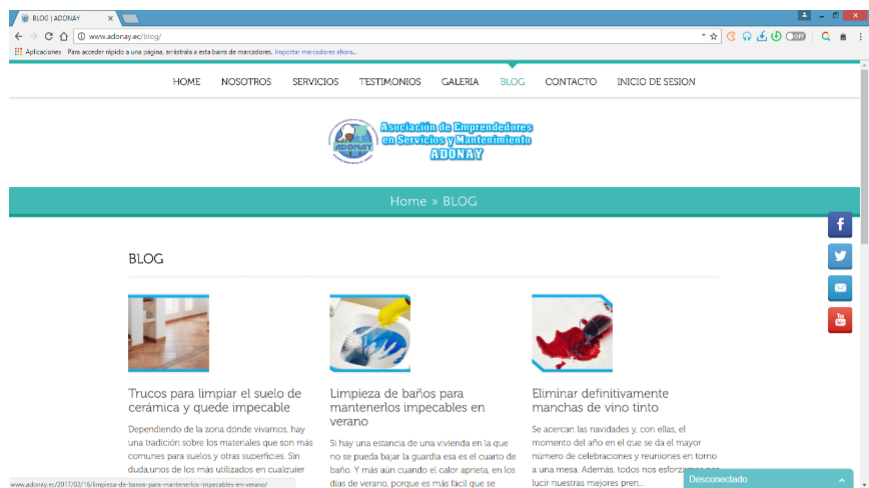 BLOG | ADONAY
www.adonay.ec/blog/
Aplicaciones Para acceder rápido a una página, arrástrala a esta barra de marcadores. Importar marcadores ahora...
HOME NOSOTROS SERVICIOS TESTIMONIOS GALERIA BLOG CONTACTO INICIO DE SESION
ADONAY
Asociación de Emprendedores
en Servicios y Mantenimiento
ADONAY
Home » BLOG
BLOG
Trucos para limpiar el suelo de
cerámica y quede impecable
Dependiendo de la zona dónde vivamos, hay
una tradición sobre los materiales que son más
comunes para suelos y otras superficies. Sin
duda,unos de los más utilizados en cualquier
Limpieza de baños para
mantenerlos impecables en
verano
Si hay una estancia de una vivienda en la que
no se pueda bajar la guardia esa es el cuarto de
baño. Y más aún cuando el calor aprieta, en los
días de verano, porque es más fácil que se
Eliminar definitivamente
manchas de vino tinto
Se acercan las navidades y, con ellas, el
momento del año en el que se da el mayor
número de celebraciones y reuniones en torno
a una mesa. Además, todos nos esforzamos por
lucir nuestras mejores pren...
Desconectado
www.adonay.ec/2017/02/16/limpieza-de-banos-para-mantenerlos-impecables-en-verano/